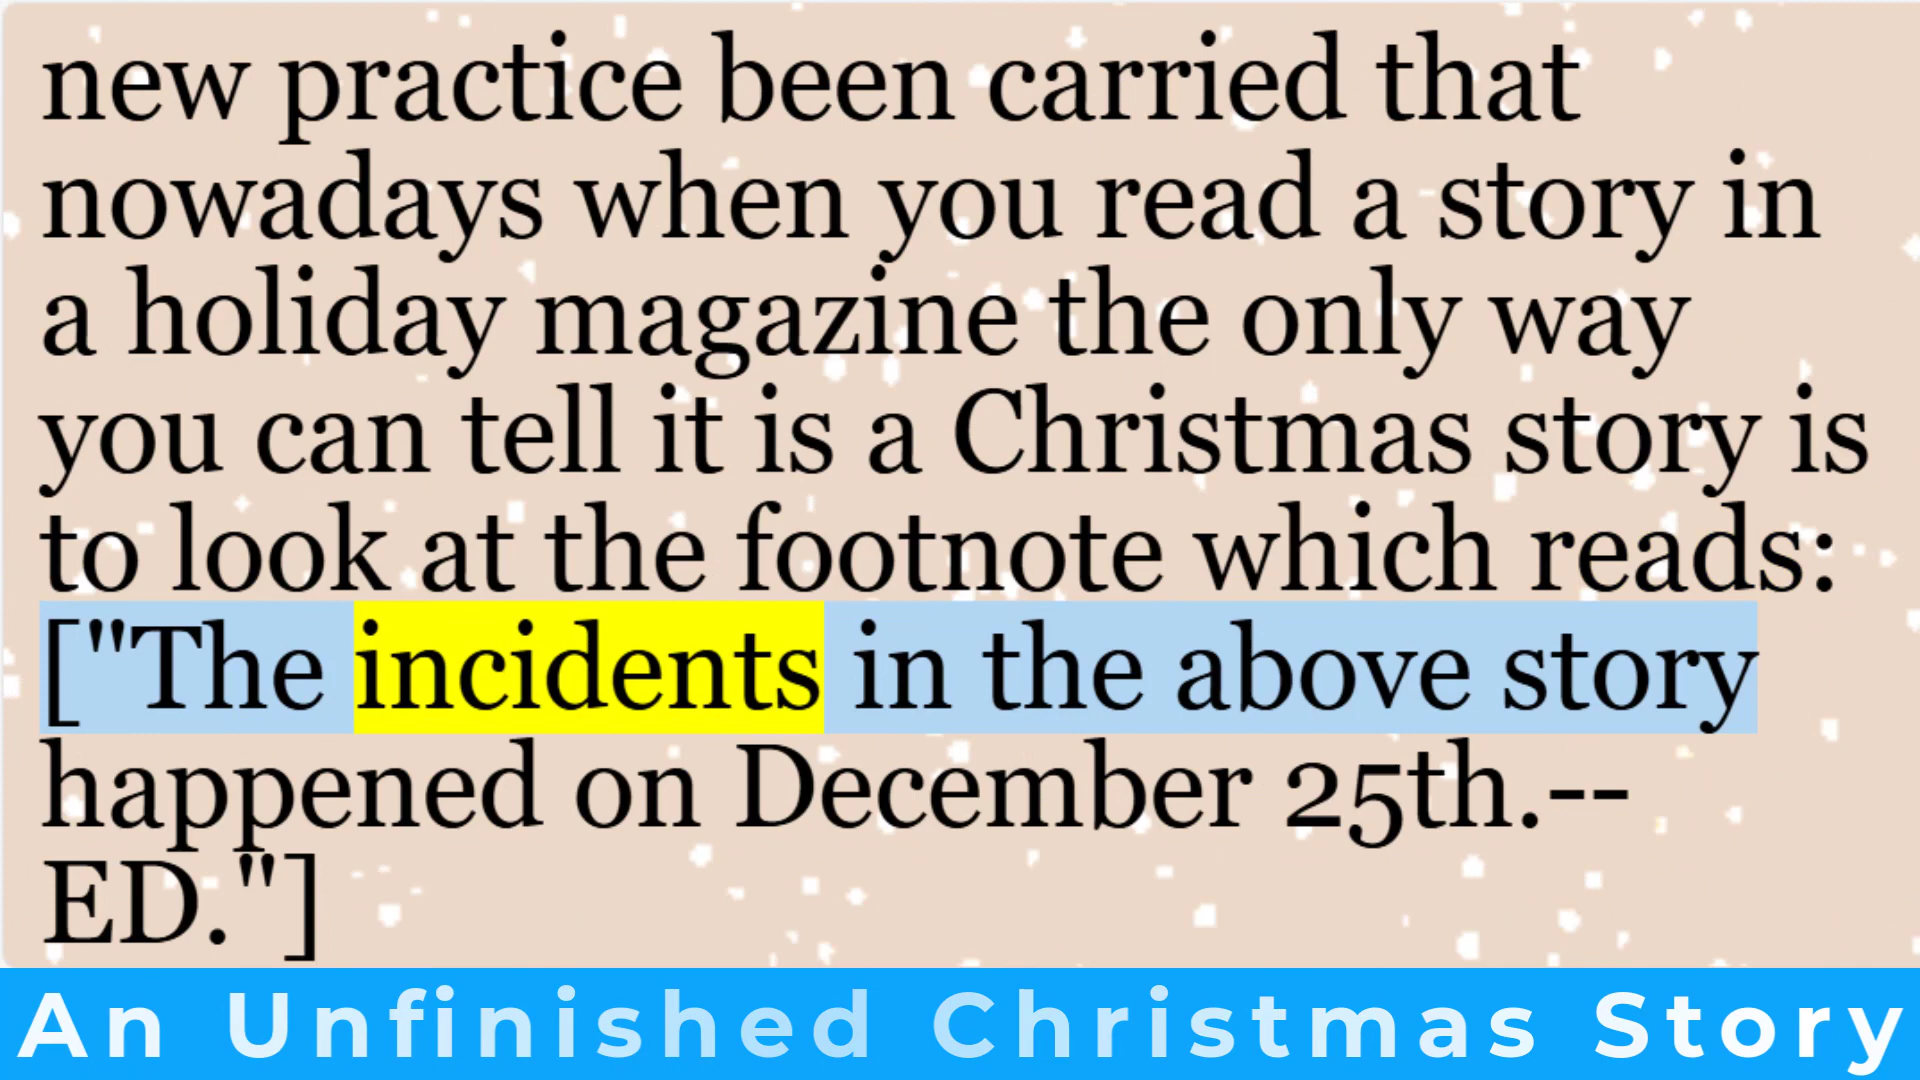 new practice been carried that
nowadays when you read a story in
a holiday magazine the only way
you can tell it is a Christmas story is
to look at the footnote which reads:
["The incidents in the above story
happened on December 25th.--
ED."]
An Unfinished Christmas Story